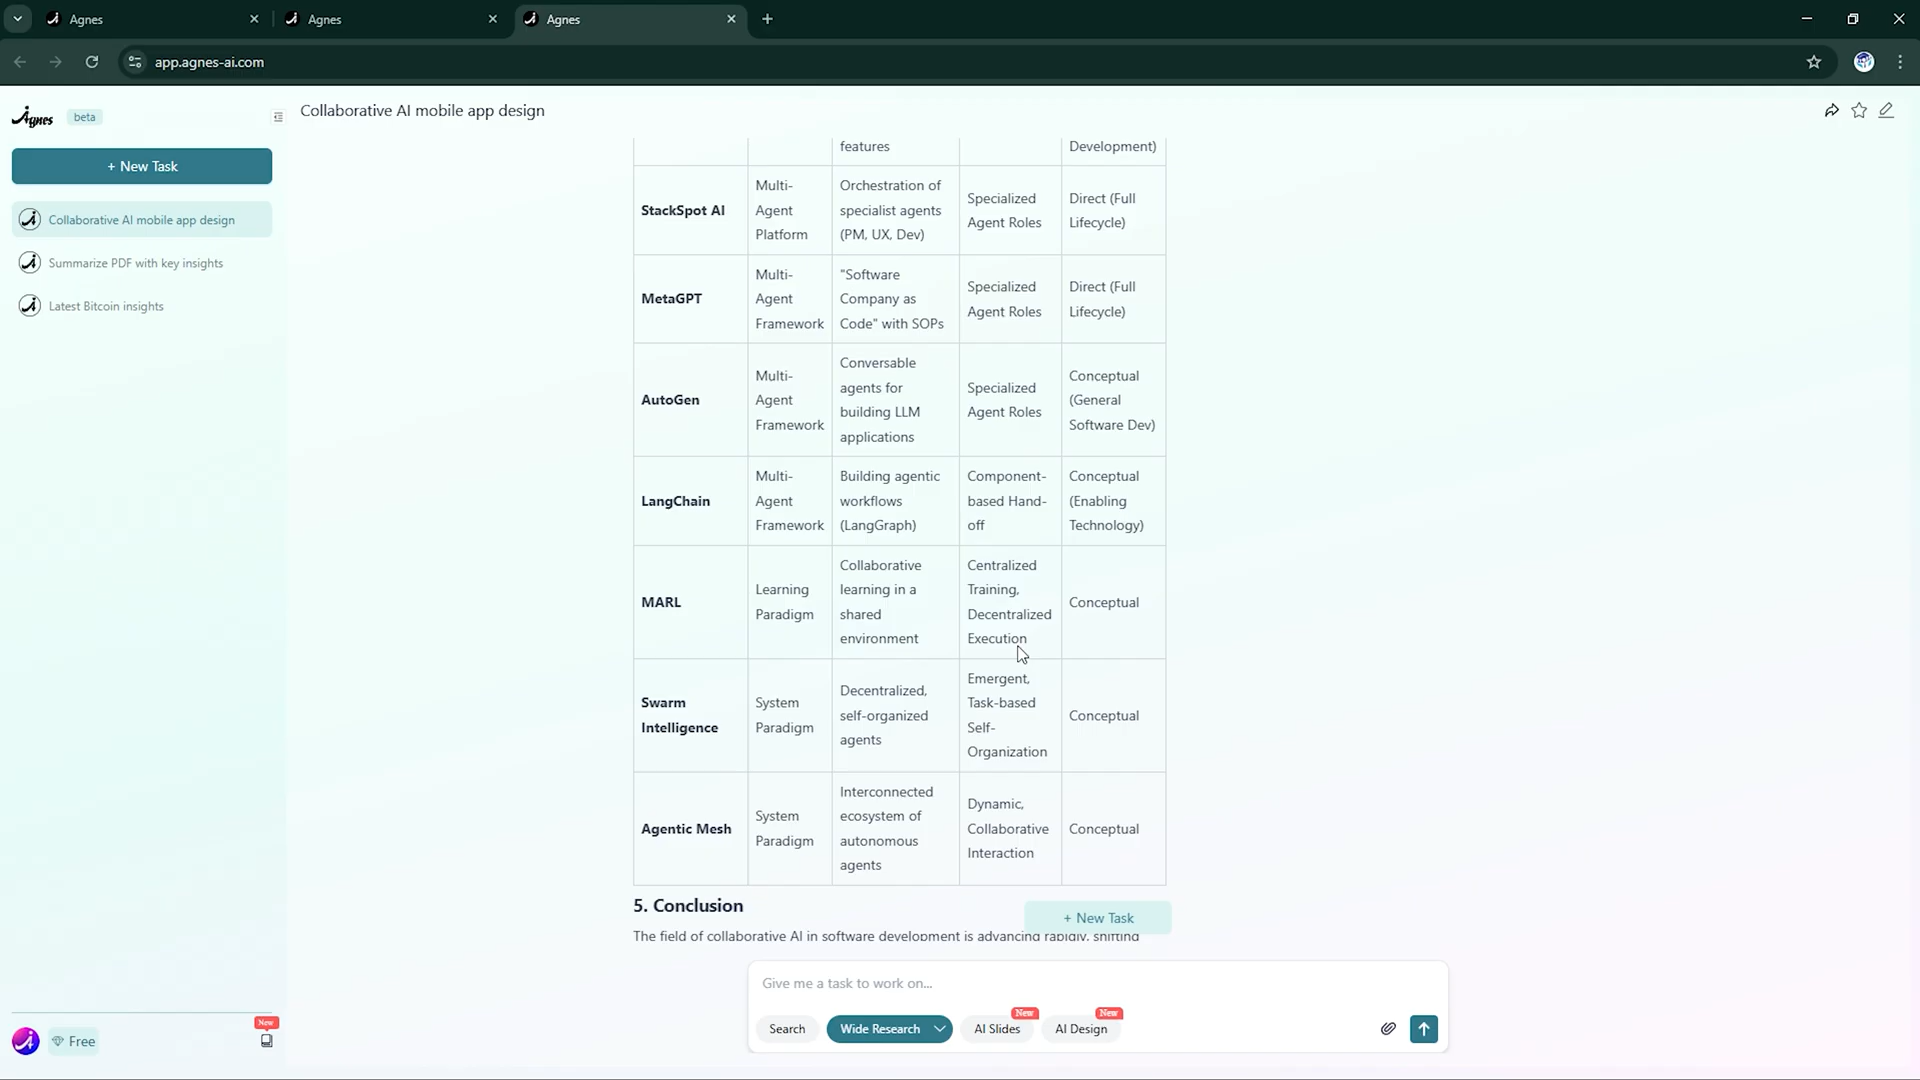 Agnes
Agnes
Agnes
app.agnes-ai.com
Agnes beta
Collaborative AI mobile app design
+ New Task
Collaborative AI mobile app design
Summarize PDF with key insights
Latest Bitcoin insights
features
Development)
StackSpot AI
Multi-
Agent
Platform
Orchestration of
specialist agents
(PM, UX, Dev)
Specialized
Agent Roles
Direct (Full
Lifecycle)
MetaGPT
Multi-
Agent
Framework
"Software
Company as
Code" with SOPs
Specialized
Agent Roles
Direct (Full
Lifecycle)
AutoGen
Multi-
Agent
Framework
Conversable
agents for
building LLM
applications
Specialized
Agent Roles
Conceptual
(General
Software Dev)
LangChain
Multi-
Agent
Framework
Building agentic
workflows
(LangGraph)
Component-
based Hand-
off
Conceptual
(Enabling
Technology)
MARL
Learning
Paradigm
Collaborative
learning in a
shared
environment
Centralized
Training,
Decentralized
Execution
Conceptual
Swarm
Intelligence
System
Paradigm
Decentralized,
self-organized
agents
Emergent,
Task-based
Self-
Organization
Conceptual
Agentic Mesh
System
Paradigm
Interconnected
ecosystem of
autonomous
agents
Dynamic,
Collaborative
Interaction
Conceptual
5. Conclusion
+ New Task
The field of collaborative AI in software development is advancing rapidly, shifting
Give me a task to work on...
Search
Wide Research
New
AI Slides
New
AI Design
Free
New